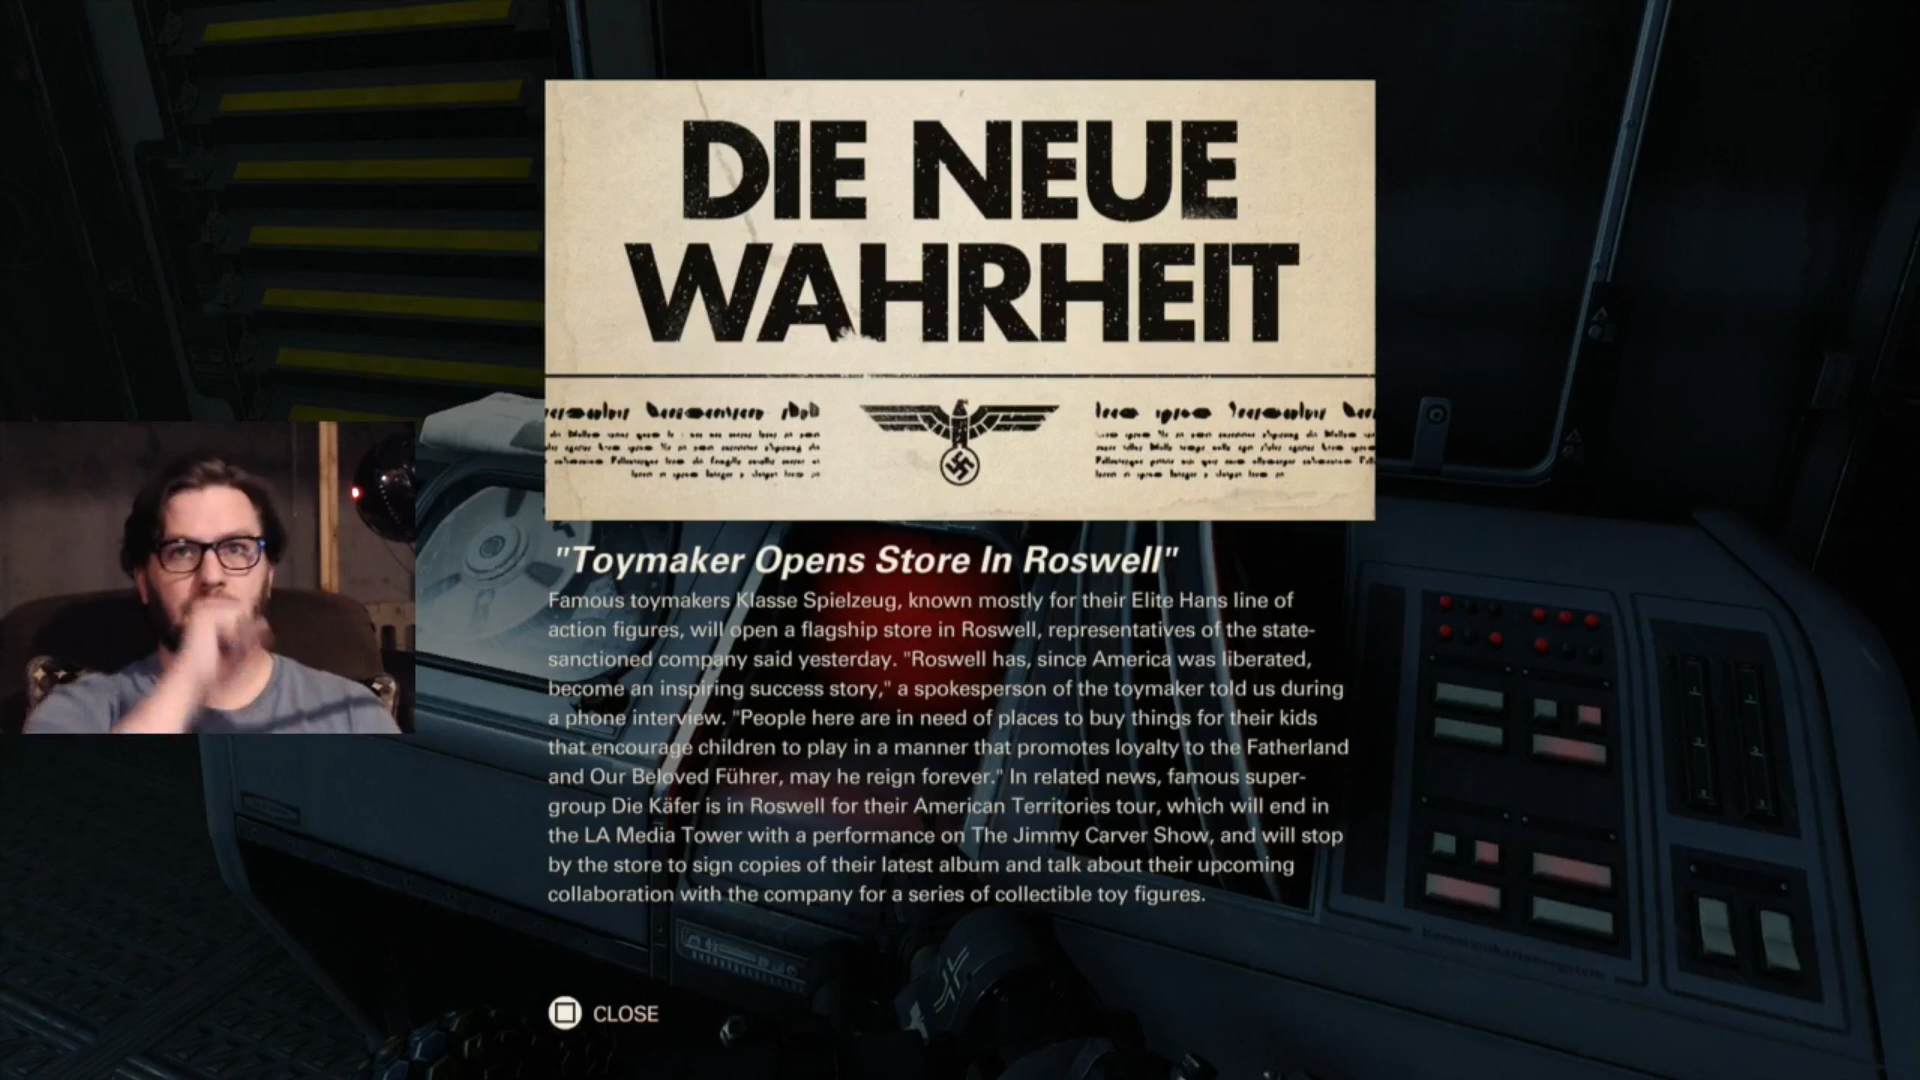 DIE NEUE
WAHRHEIT
"Toymaker Opens Store In Roswell"
Famous toymakers Klasse Spielzeug, known mostly for their Elite Hans line of
action figures, will open a flagship store in Roswell, representatives of the state-
sanctioned company said yesterday. "Roswell has, since America was liberated,
become an inspiring success story," a spokesperson of the toymaker told us during
a phone interview. "People here are in need of places to buy things for their kids
that encourage children to play in a manner that promotes loyalty to the Fatherland
and Our Beloved Führer, may he reign forever." In related news, famous super-
group Die Käfer is in Roswell for their American Territories tour, which will end in
the LA Media Tower with a performance on The Jimmy Carver Show, and will stop
by the store to sign copies of their latest album and talk about their upcoming
collaboration with the company for a series of collectible toy figures.
CLOSE